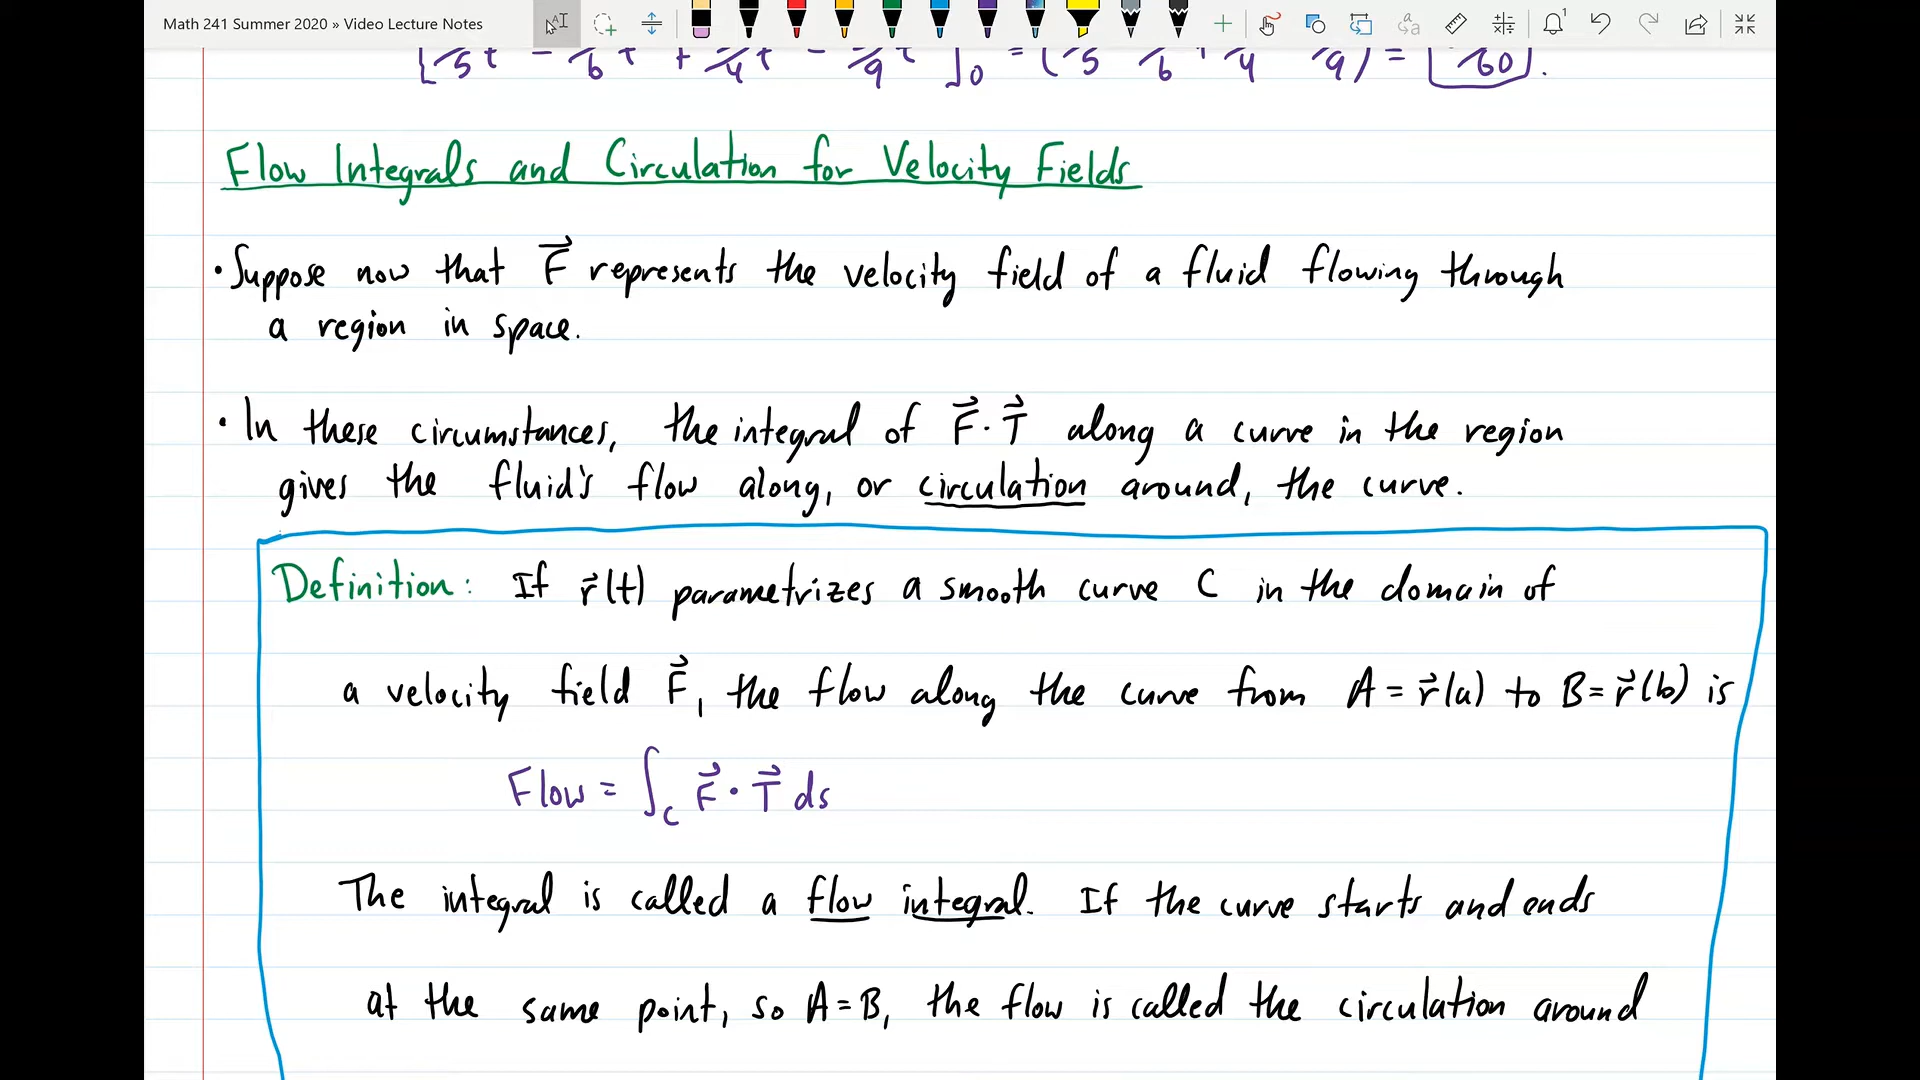 Math 241 Summer 2020 » Video Lecture Notes
Flow Integrals and Circulation for Velocity Fields
• Suppose now that F⃗ represents the velocity field of a fluid flowing through
a region in space.
• In these circumstances, the integral of F⃗ · T⃗ along a curve in the region
gives the fluid's flow along, or circulation around, the curve.
Definition: If r⃗(t) parametrizes a smooth curve C in the domain of
a velocity field F⃗, the flow along the curve from A = r⃗(a) to B = r⃗(b) is
Flow = ∫_C F⃗ · T⃗ ds
The integral is called a flow integral. If the curve starts and ends
at the same point, so A = B, the flow is called the circulation around